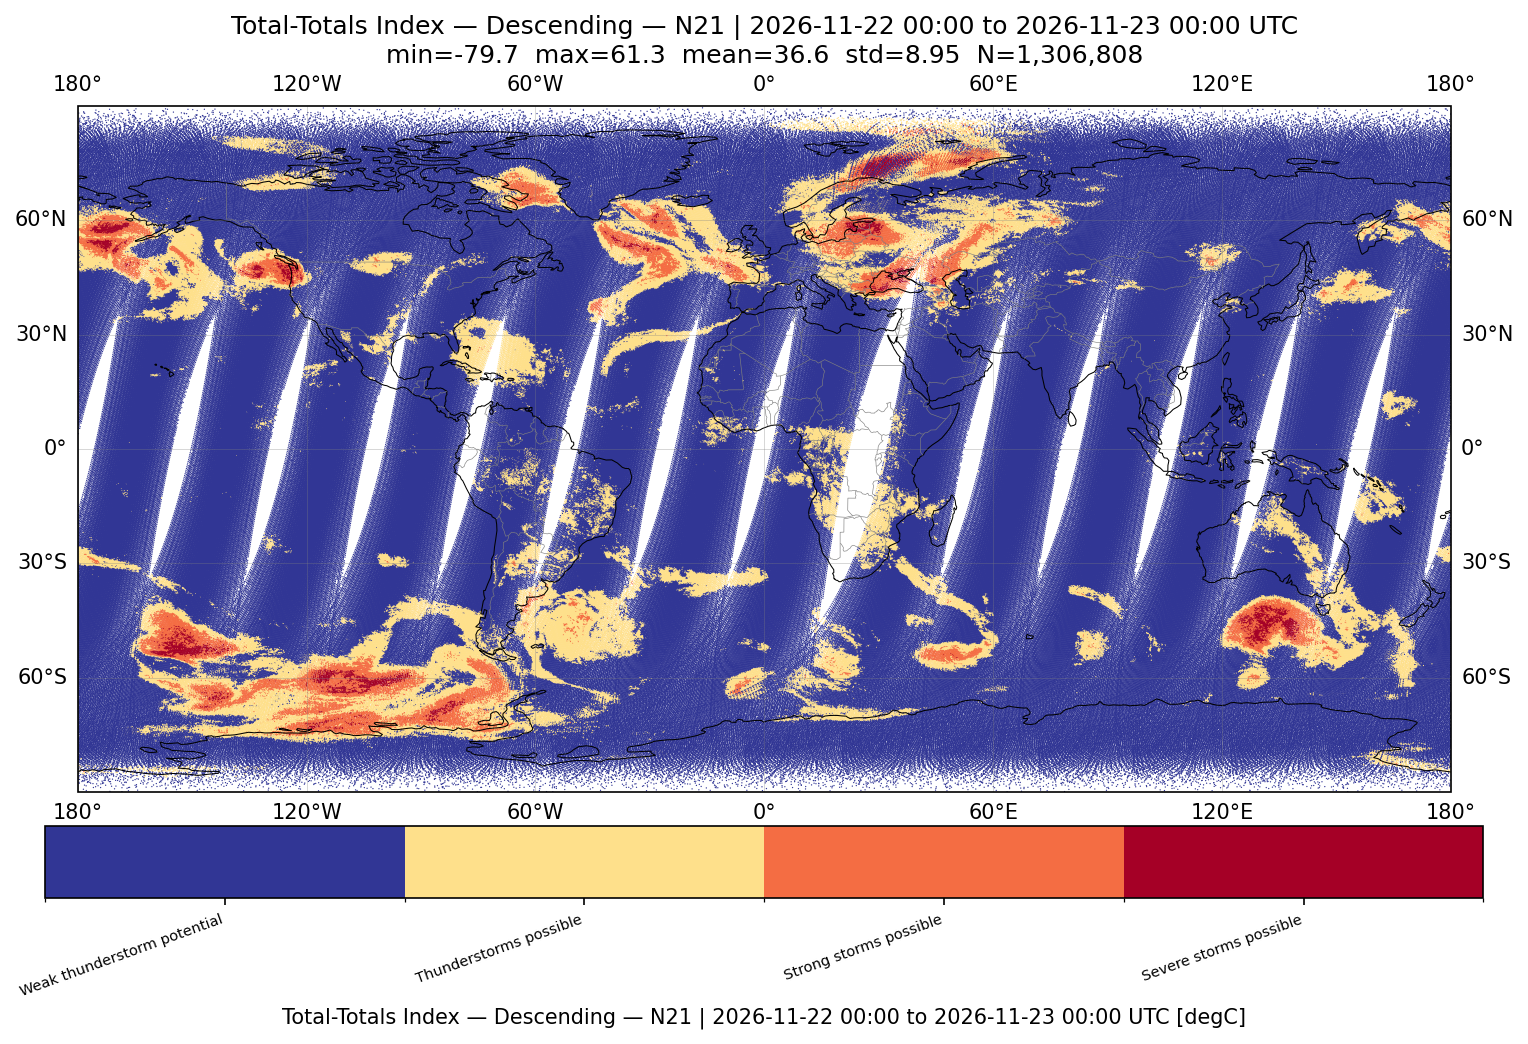 Total-Totals Index — Descending — N21 | 2026-11-22 00:00 to 2026-11-23 00:00 UTC
min=-79.7 max=61.3 mean=36.6 std=8.95 N=1,306,808
180° 120°W 60°W 0° 60°E 120°E 180°
60°N 60°N
30°N 30°N
0° 0°
30°S 30°S
60°S 60°S
180° 120°W 60°W 0° 60°E 120°E 180°
Weak thunderstorm potential Thunderstorms possible Strong storms possible Severe storms possible
Total-Totals Index — Descending — N21 | 2026-11-22 00:00 to 2026-11-23 00:00 UTC [degC]